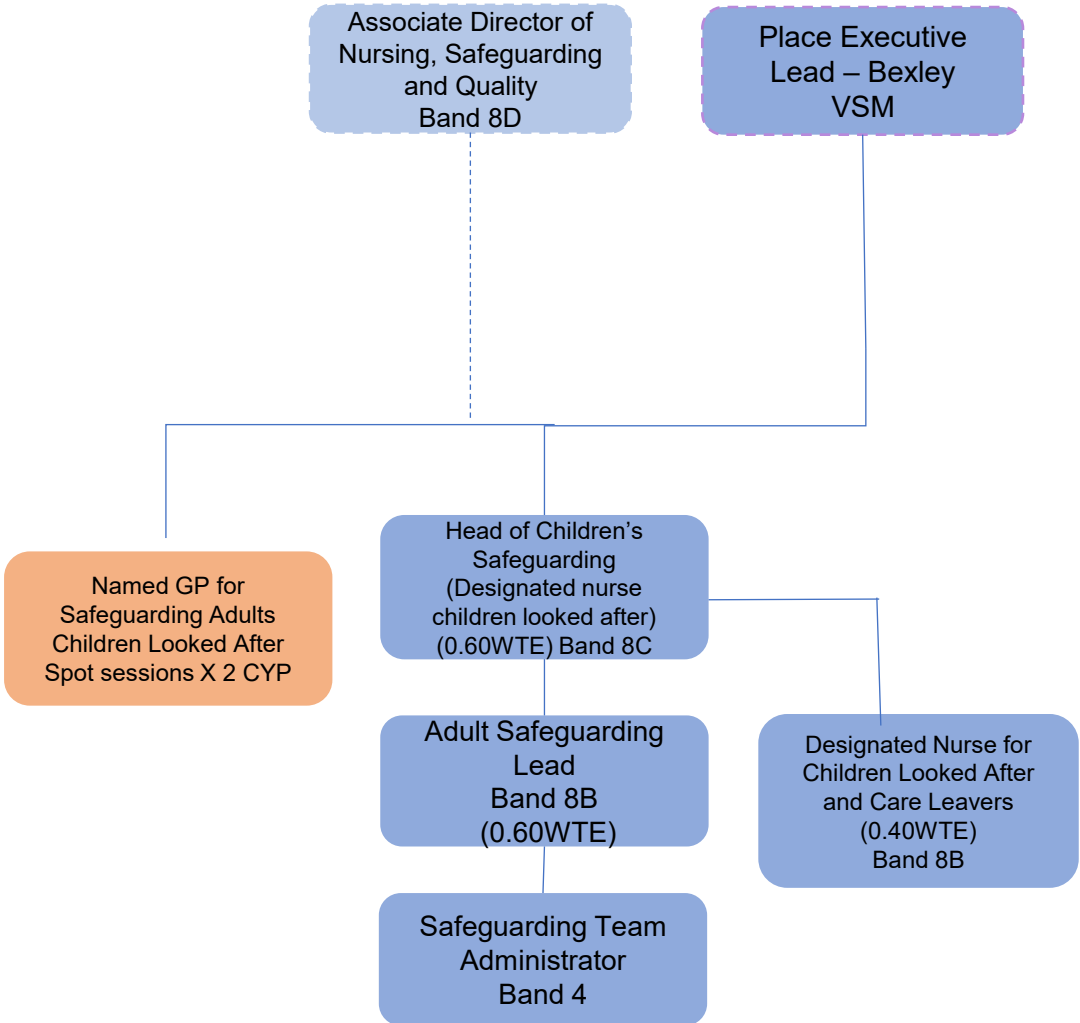 Associate Director of
Nursing, Safeguarding
and Quality
Band 8D
Place Executive
Lead – Bexley
VSM
Named GP for
Safeguarding Adults
Children Looked After
Spot sessions X 2 CYP
Head of Children’s
Safeguarding
(Designated nurse
children looked after)
(0.60WTE) Band 8C
Adult Safeguarding
Lead
Band 8B
(0.60WTE)
Designated Nurse for
Children Looked After
and Care Leavers
(0.40WTE)
Band 8B
Safeguarding Team
Administrator
Band 4